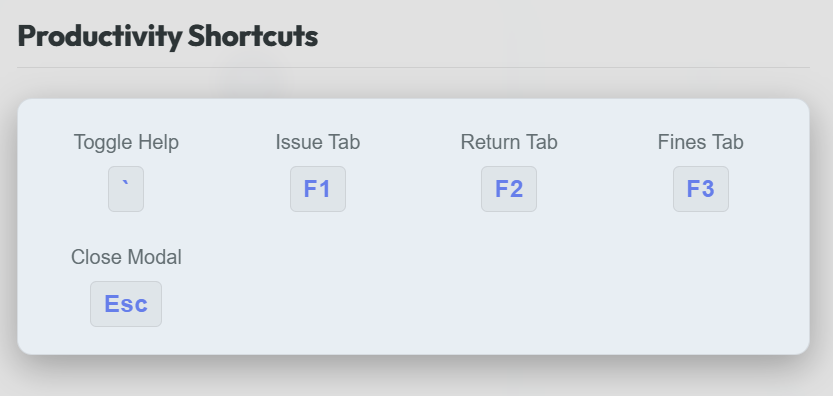 Productivity Shortcuts
Toggle Help Issue Tab Return Tab Fines Tab
` F1 F2 F3
Close Modal
Esc